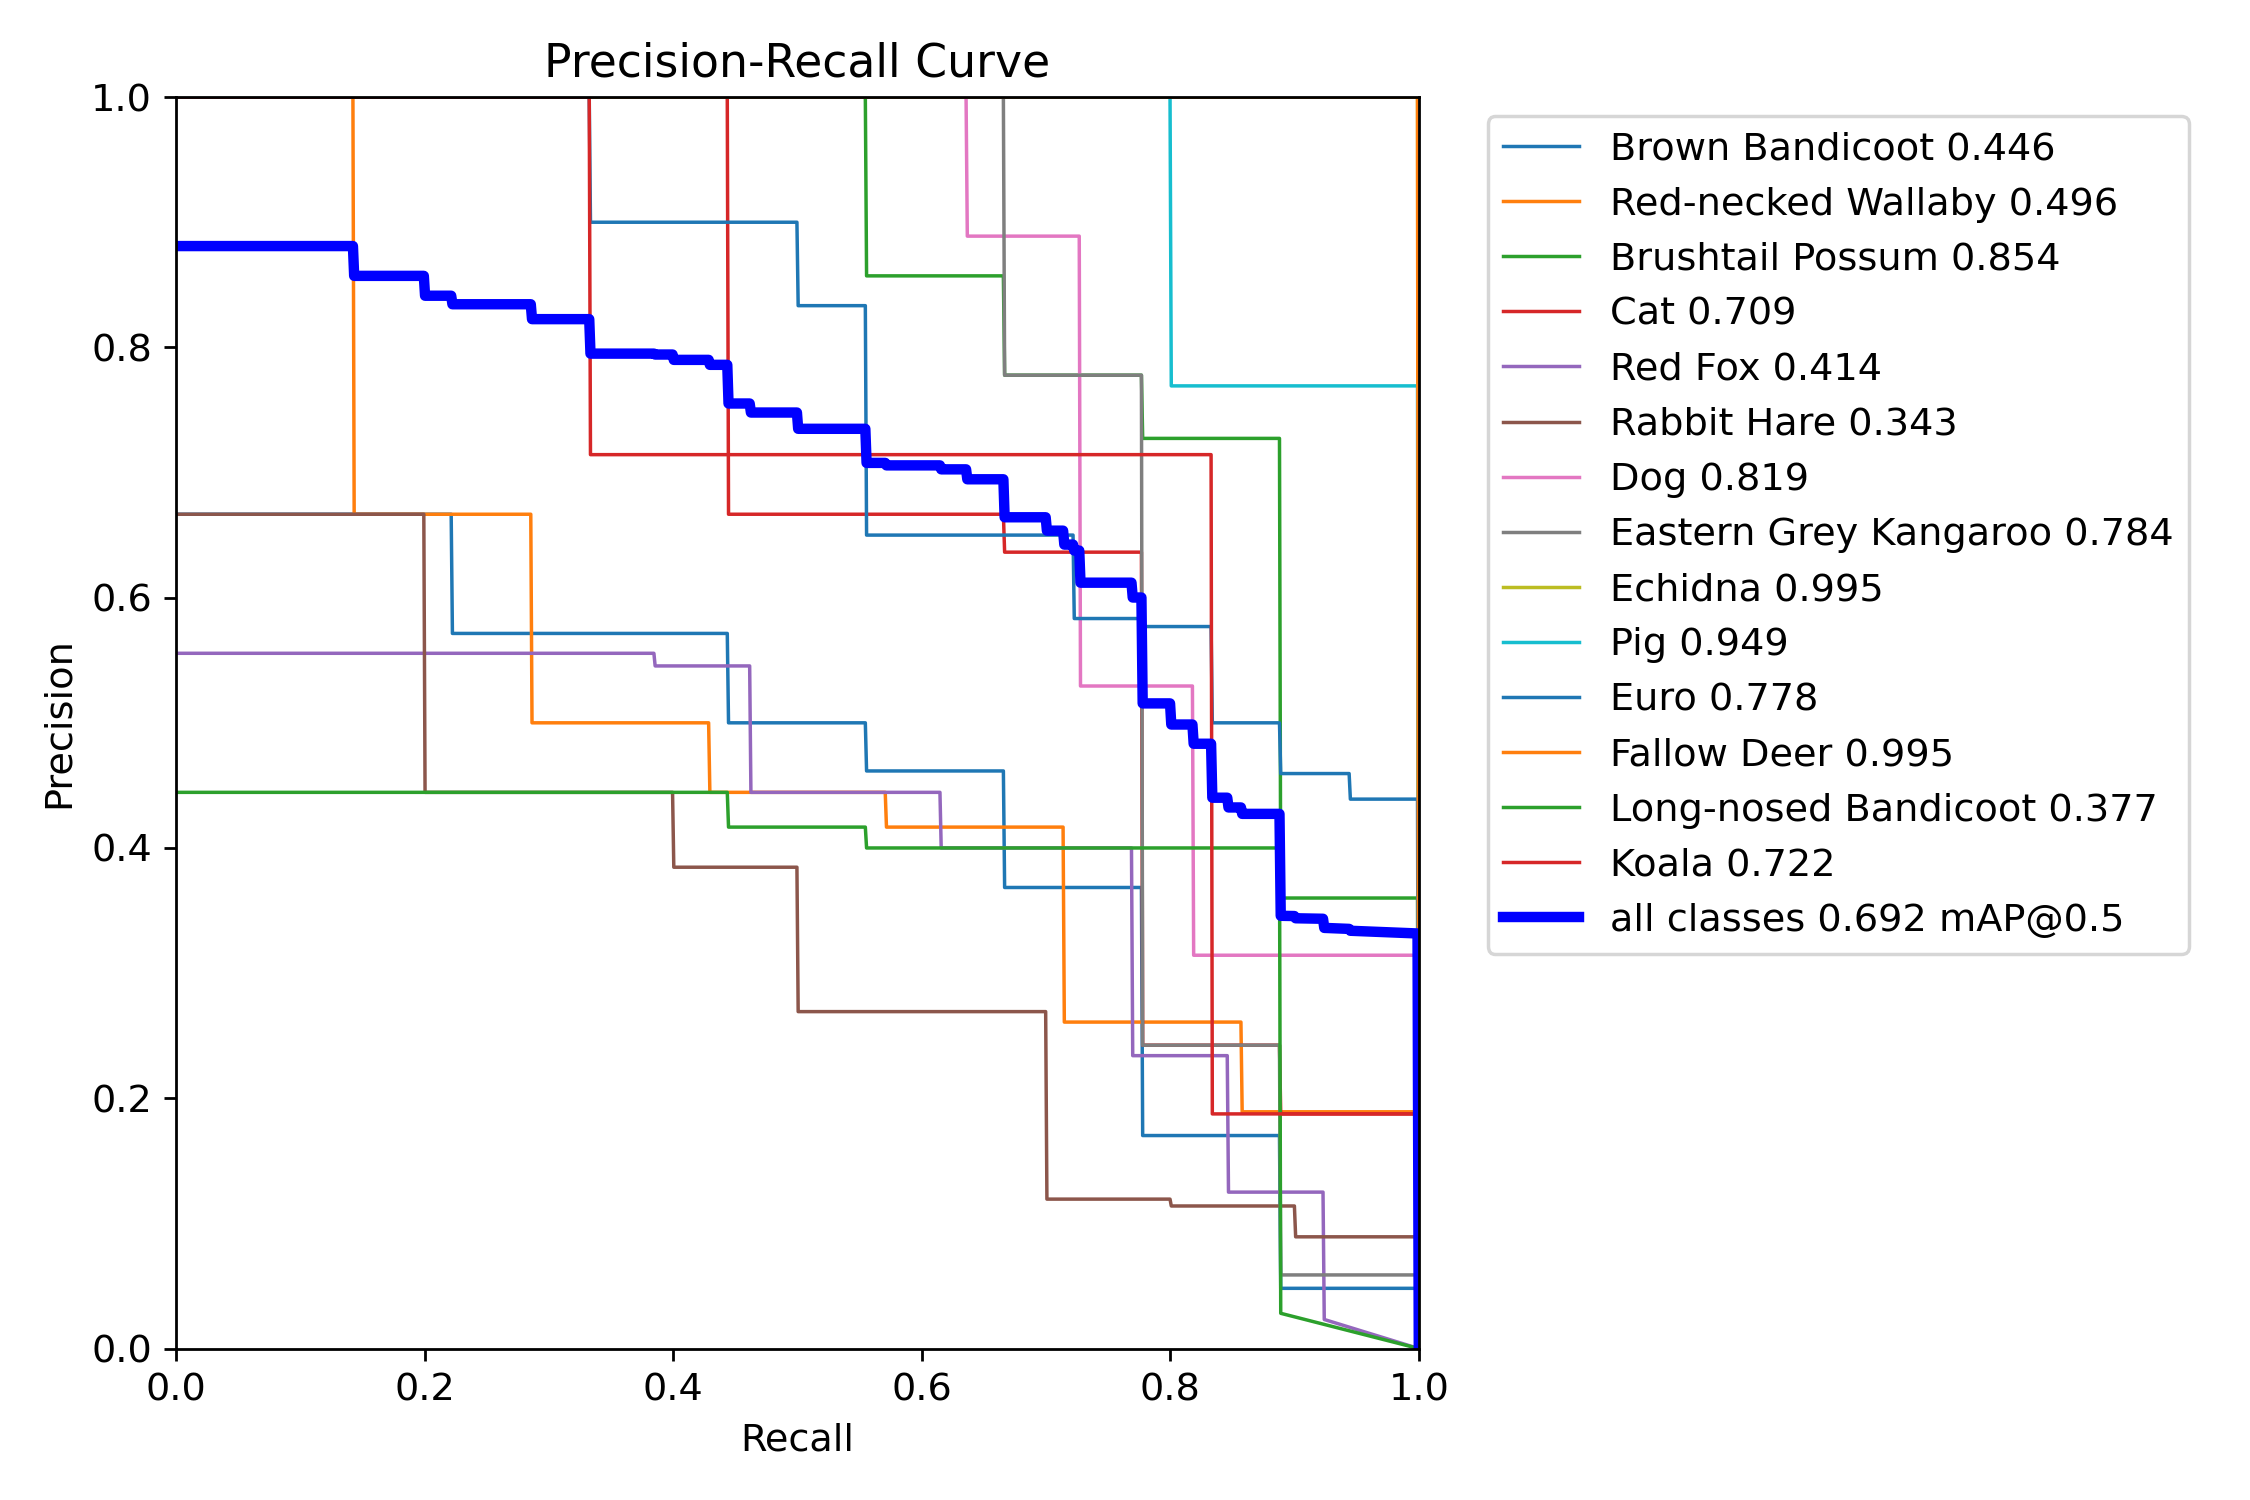 Precision-Recall Curve
1.0
0.8
0.6
0.4
0.2
0.0
Precision
0.0 0.2 0.4 0.6 0.8 1.0
Recall
Brown Bandicoot 0.446
Red-necked Wallaby 0.496
Brushtail Possum 0.854
Cat 0.709
Red Fox 0.414
Rabbit Hare 0.343
Dog 0.819
Eastern Grey Kangaroo 0.784
Echidna 0.995
Pig 0.949
Euro 0.778
Fallow Deer 0.995
Long-nosed Bandicoot 0.377
Koala 0.722
all classes 0.692 mAP@0.5